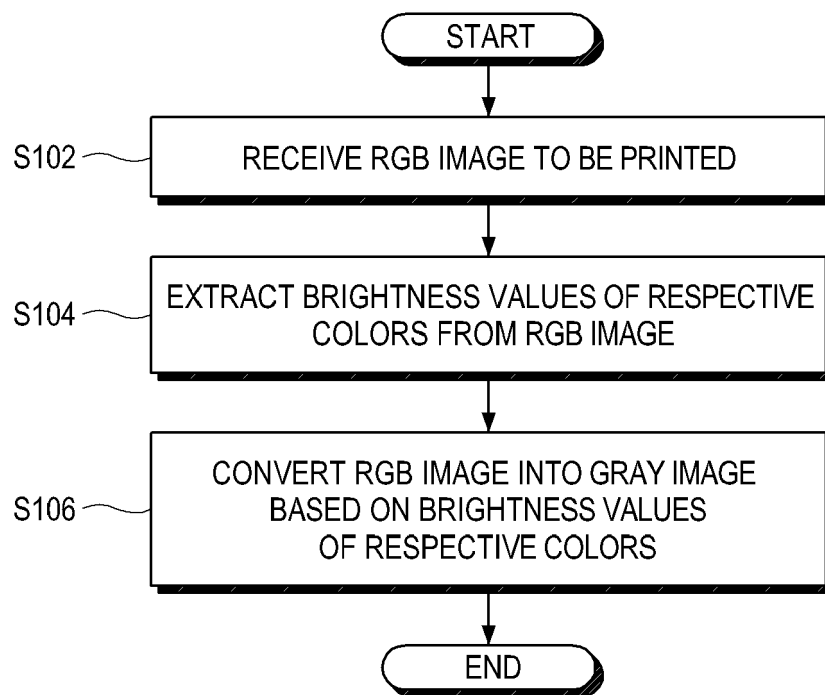 START
S102
RECEIVE RGB IMAGE TO BE PRINTED
S104
EXTRACT BRIGHTNESS VALUES OF RESPECTIVE
COLORS FROM RGB IMAGE
S106
CONVERT RGB IMAGE INTO GRAY IMAGE
BASED ON BRIGHTNESS VALUES
OF RESPECTIVE COLORS
END